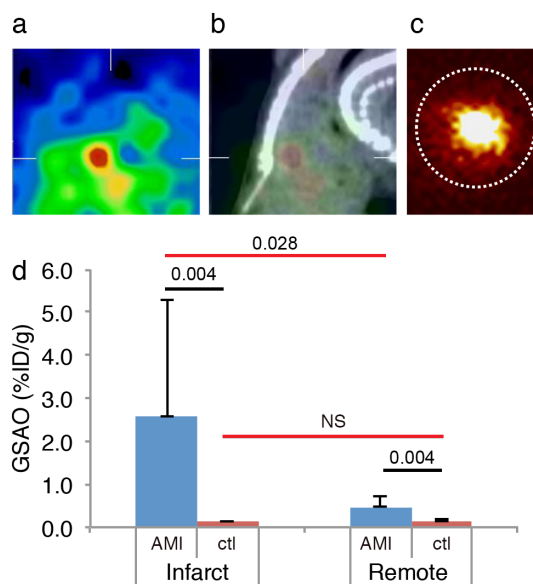 a
b
c
d
0.028
0.004
NS
0.004
GSAO (%ID/g)
6.0
5.0
4.0
3.0
2.0
1.0
0.0
AMI ctl AMI ctl
Infarct Remote